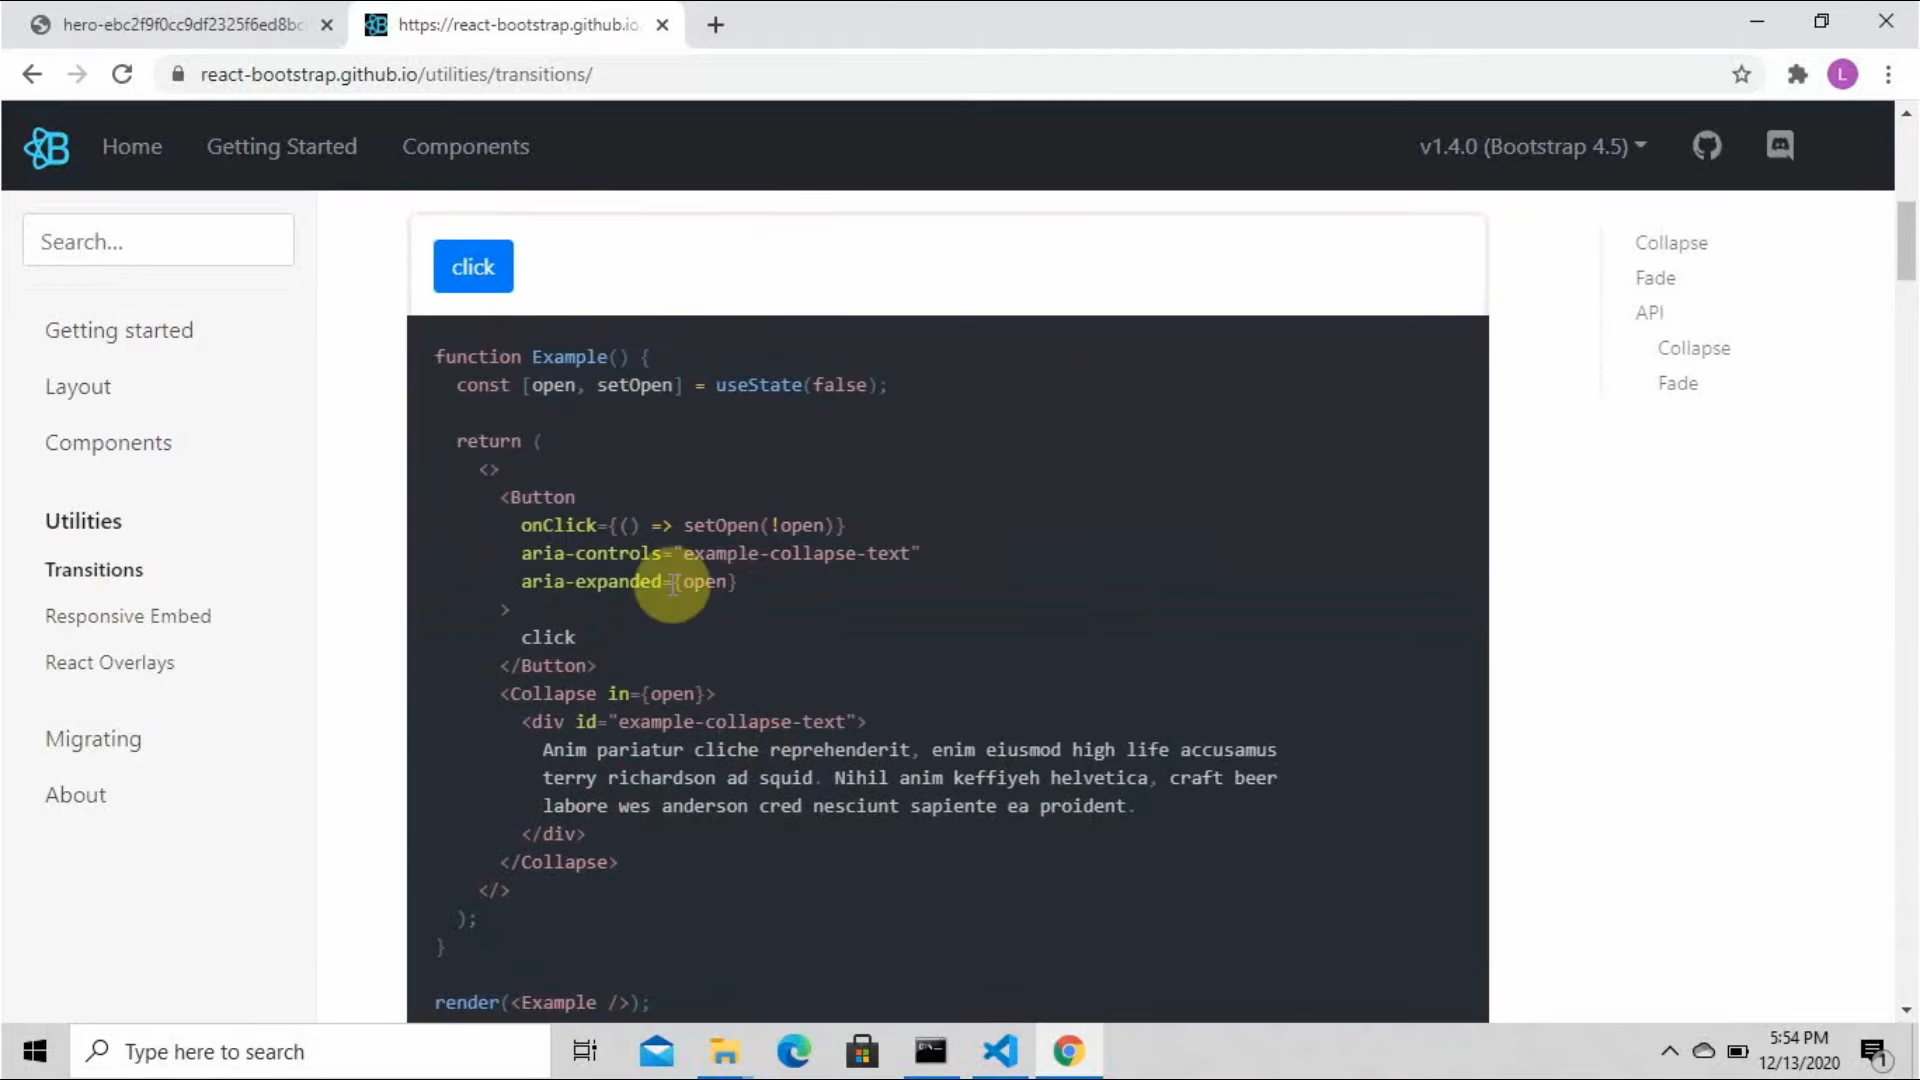 hero-ebc2f9f0cc9df2325f6ed8bc
https://react-bootstrap.github.io
react-bootstrap.github.io/utilities/transitions/
L
B
Home
Getting Started
Components
v1.4.0 (Bootstrap 4.5)
Search...
Getting started
Layout
Components
Utilities
Transitions
Responsive Embed
React Overlays
Migrating
About
click
function Example() {
const [open, setOpen] = useState(false);
return (
<>
<Button
onClick={() => setOpen(!open)}
aria-controls="example-collapse-text"
aria-expanded={open}
>
click
</Button>
<Collapse in={open}>
<div id="example-collapse-text">
Anim pariatur cliche reprehenderit, enim eiusmod high life accusamus
terry richardson ad squid. Nihil anim keffiyeh helvetica, craft beer
labore wes anderson cred nesciunt sapiente ea proident.
</div>
</Collapse>
</>
);
}
render(<Example />);
Collapse
Fade
API
Collapse
Fade
Type here to search
5:54 PM
12/13/2020
1